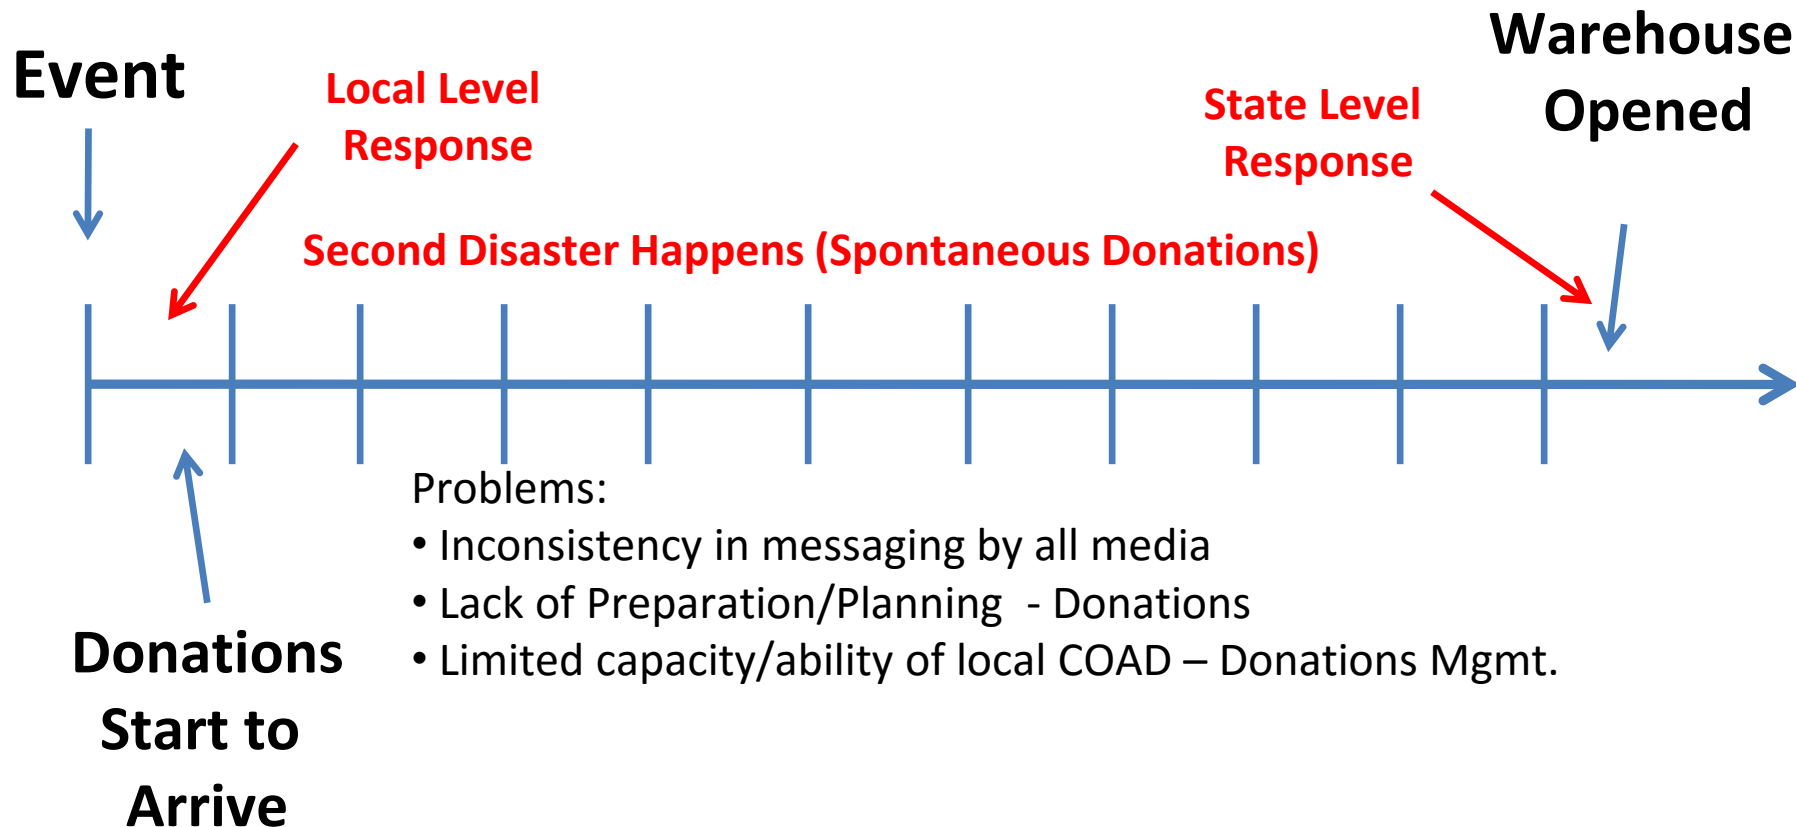 Event
Local Level
Response
State Level
Response
Warehouse
Opened
Second Disaster Happens (Spontaneous Donations)
Donations
Start to
Arrive
Problems:
• Inconsistency in messaging by all media
• Lack of Preparation/Planning  - Donations
• Limited capacity/ability of local COAD – Donations Mgmt.